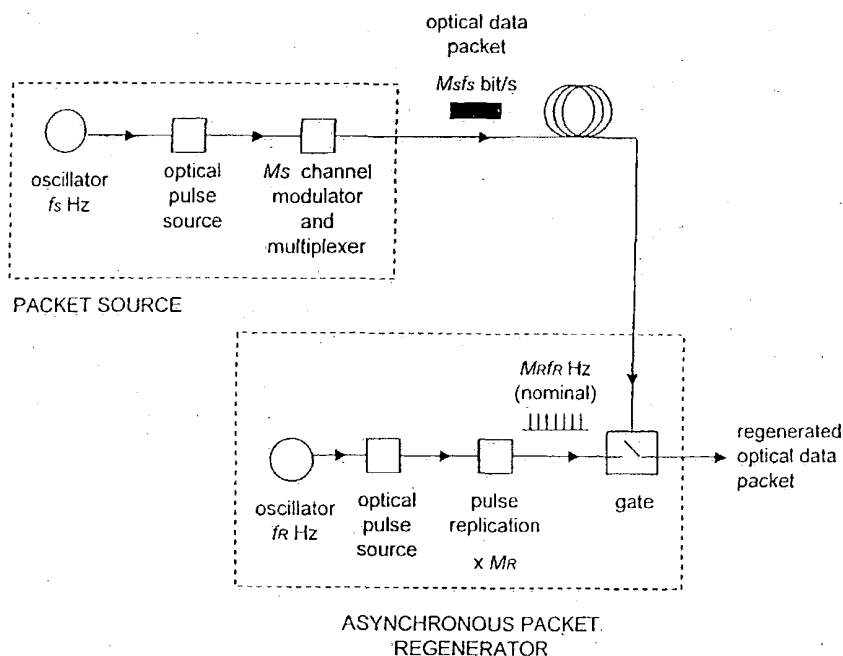 optical data
packet
Msfs bit/s
oscillator
fs Hz
optical
pulse
source
Ms channel
modulator
and
multiplexer
PACKET SOURCE
MRfR Hz
(nominal)
oscillator
fR Hz
optical
pulse
source
pulse
replication
x MR
gate
regenerated
optical data
packet
ASYNCHRONOUS PACKET
REGENERATOR